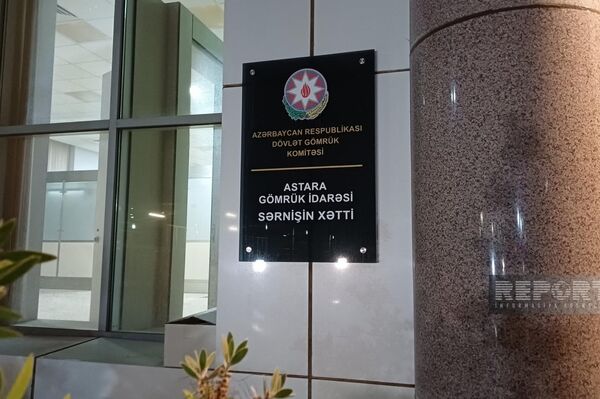 AZƏRBAYCAN RESPUBLİKASI
DÖVLƏT GÖMRÜK
KOMİTƏSİ
ASTARA
GÖMRÜK İDARƏSİ
SƏRNİŞİN XƏTTİ
REPORT